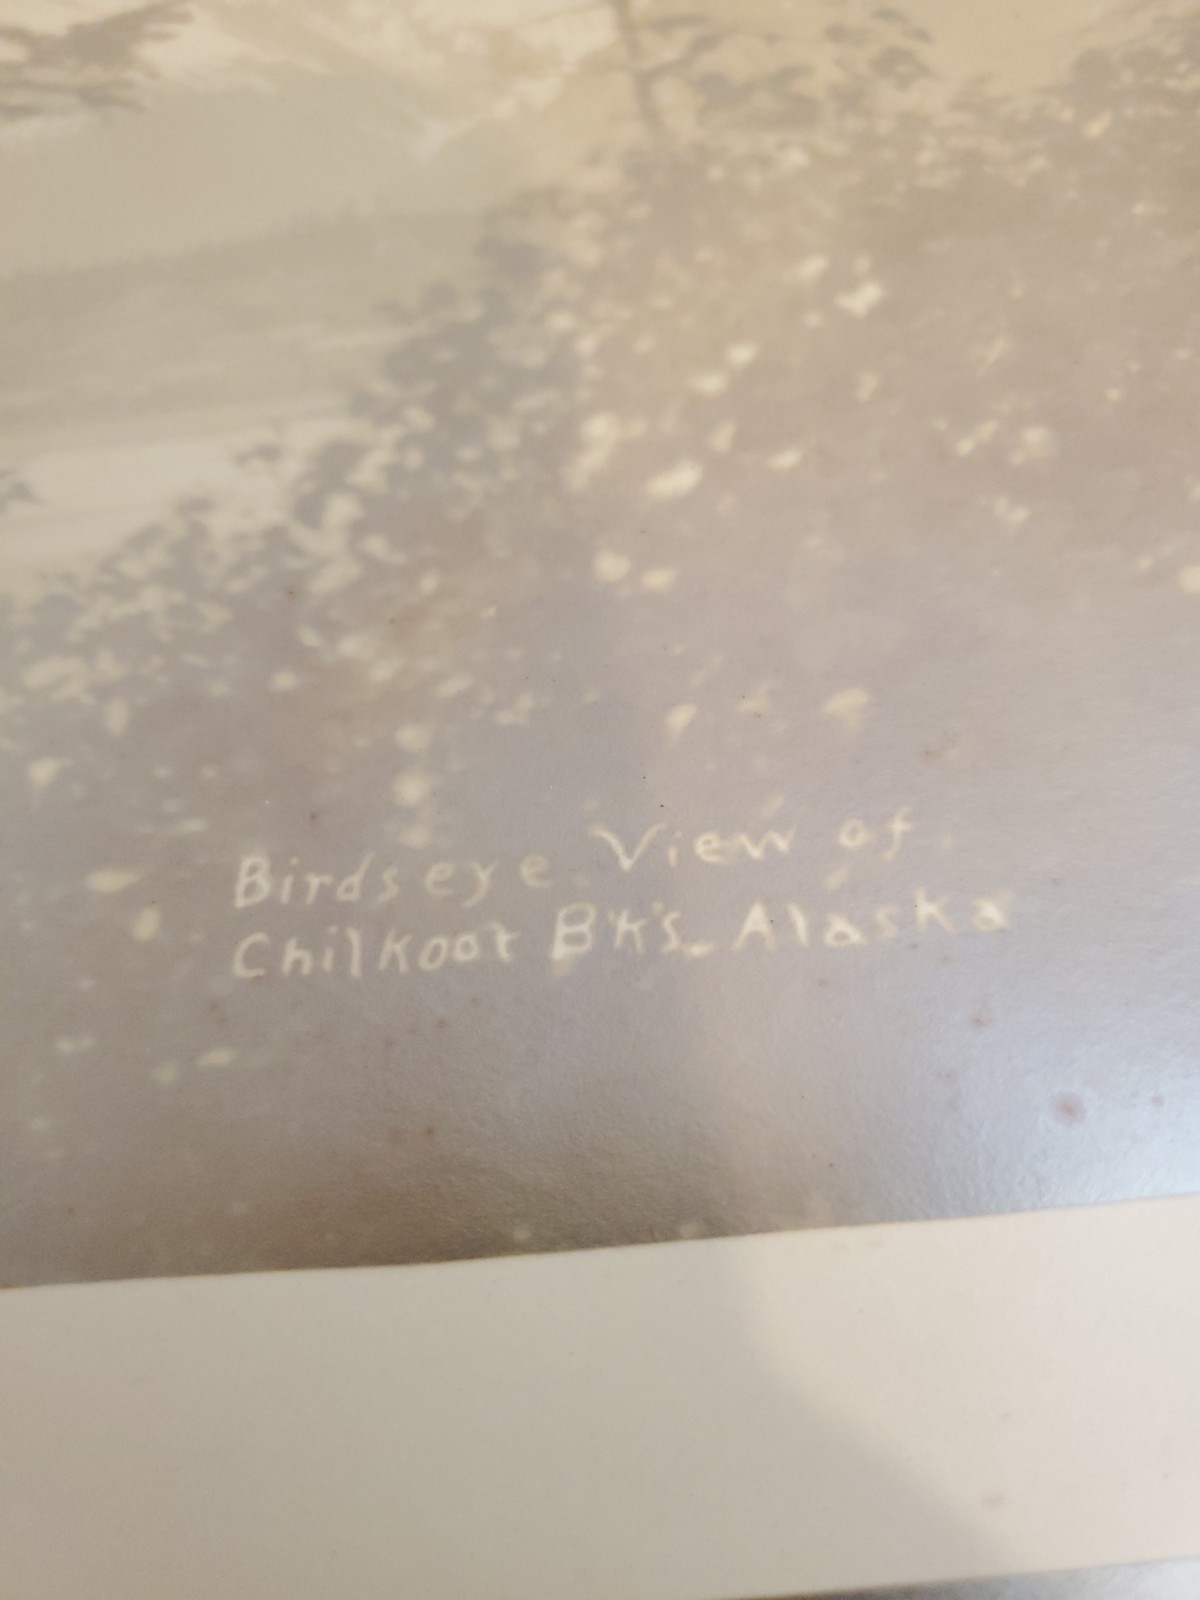 Birdseye View of
Chilkoot B'k's. Alaska